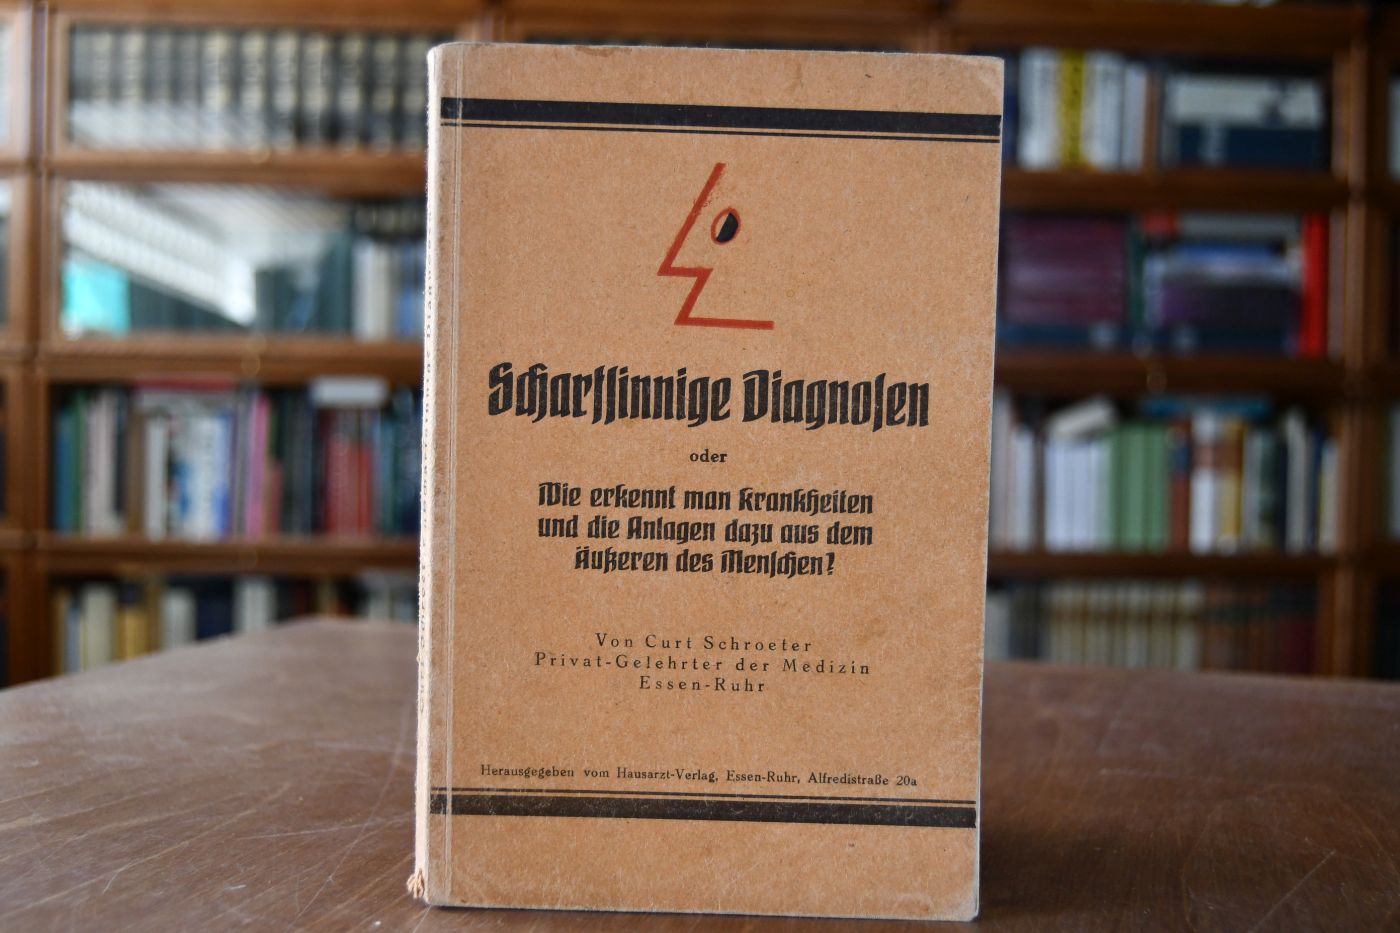 Scharfsinnige Diagnosen
oder
Wie erkennt man Krankheiten
und die Anlagen dazu aus dem
äußeren des Menschen?
Von Curt Schroeter
Privat-Gelehrter der Medizin
Essen-Ruhr
Herausgegeben vom Hausarzt-Verlag, Essen-Ruhr, Alfredistraße 20a